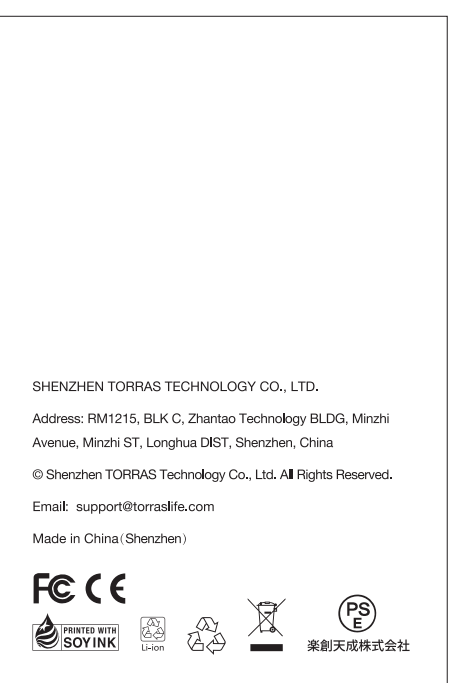 SHENZHEN TORRAS TECHNOLOGY CO., LTD.
Address: RM1215, BLK C, Zhantao Technology BLDG, Minzhi
Avenue, Minzhi ST, Longhua DIST, Shenzhen, China
© Shenzhen TORRAS Technology Co., Ltd. All Rights Reserved.
Email: support@torraslife.com
Made in China（Shenzhen）
FC CE
PRINTED WITH
SOY INK
Li-ion
PS
E
楽創天成株式会社